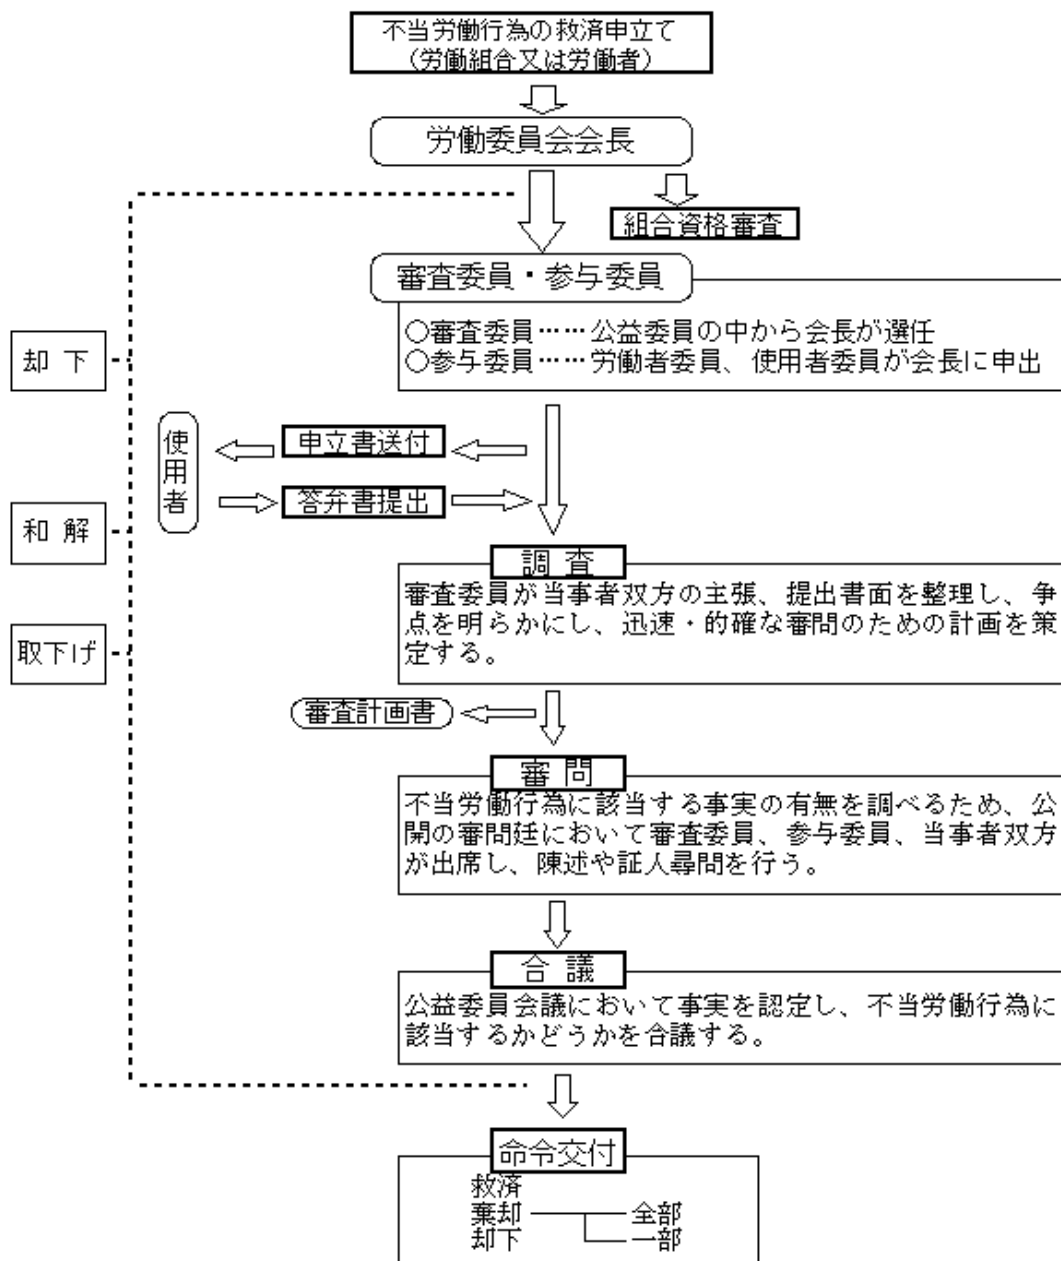 不当労働行為の救済申立て
（労働組合又は労働者）
労働委員会会長
組合資格審査
審査委員・参与委員
○審査委員……公益委員の中から会長が選任
○参与委員……労働者委員、使用者委員が会長に申出
却下
使用者
申立書送付
答弁書提出
和解
調査
審査委員が当事者双方の主張、提出書面を整理し、争
点を明らかにし、迅速・的確な審問のための計画を策
定する。
取下げ
審査計画書
審問
不当労働行為に該当する事実の有無を調べるため、公
開の審問廷において審査委員、参与委員、当事者双方
が出席し、陳述や証人尋問を行う。
合議
公益委員会議において事実を認定し、不当労働行為に
該当するかどうかを合議する。
命令交付
救済
棄却 全部
却下 一部